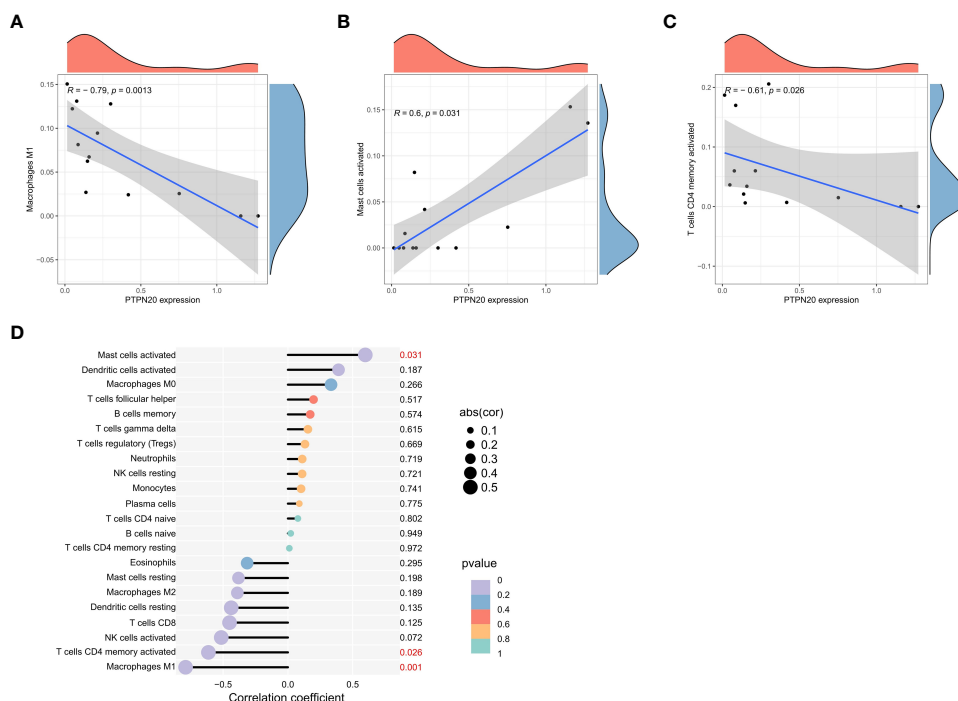 A
B
C
R = − 0.79, p = 0.0013
0.15
0.10
0.05
0.00
−0.05
Macrophages M1
0.0
0.5
1.0
PTPN20 expression
R = 0.6, p = 0.031
0.15
0.10
0.05
0.00
Mast cells activated
0.0
0.5
1.0
PTPN20 expression
R = − 0.61, p = 0.026
0.2
0.1
0.0
−0.1
T cells CD4 memory activated
0.0
0.5
1.0
PTPN20 expression
D
Mast cells activated 0.031
Dendritic cells activated 0.187
Macrophages M0 0.266
T cells follicular helper 0.517
B cells memory 0.574
T cells gamma delta 0.615
T cells regulatory (Tregs) 0.669
Neutrophils 0.719
NK cells resting 0.721
Monocytes 0.741
Plasma cells 0.775
T cells CD4 naive 0.802
B cells naive 0.949
T cells CD4 memory resting 0.972
Eosinophils 0.295
Mast cells resting 0.198
Macrophages M2 0.189
Dendritic cells resting 0.135
T cells CD8 0.125
NK cells activated 0.072
T cells CD4 memory activated 0.026
Macrophages M1 0.001
−0.5 0.0 0.5
Correlation coefficient
abs(cor)
0.1
0.2
0.3
0.4
0.5
pvalue
0
0.2
0.4
0.6
0.8
1